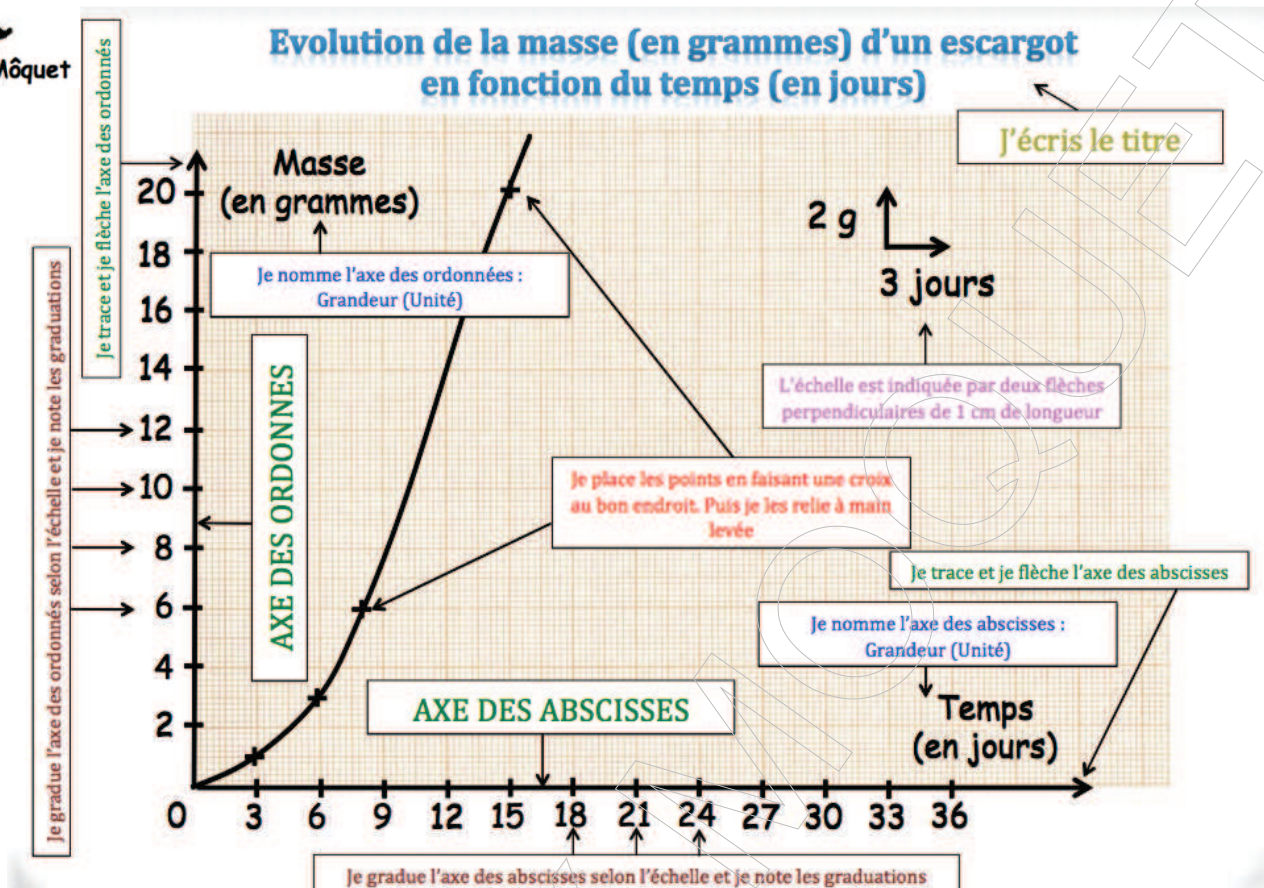 Môquet
Evolution de la masse (en grammes) d'un escargot
en fonction du temps (en jours)
J'écris le titre
Je trace et je flèche l'axe des ordonnés
Je gradue l'axe des ordonnés selon l'échelle et je note les graduations
Masse
(en grammes)
Je nomme l'axe des ordonnées :
Grandeur (Unité)
2 g
3 jours
L'échelle est indiquée par deux flèches
perpendiculaires de 1 cm de longueur
AXE DES ORDONNES
Je place les points en faisant une croix
au bon endroit. Puis je les relie à main
levée
Je trace et je flèche l'axe des abscisses
Je nomme l'axe des abscisses :
Grandeur (Unité)
AXE DES ABSCISSES
Temps
(en jours)
20
18
16
14
12
10
8
6
4
2
0 3 6 9 12 15 18 21 24 27 30 33 36
Je gradue l'axe des abscisses selon l'échelle et je note les graduations